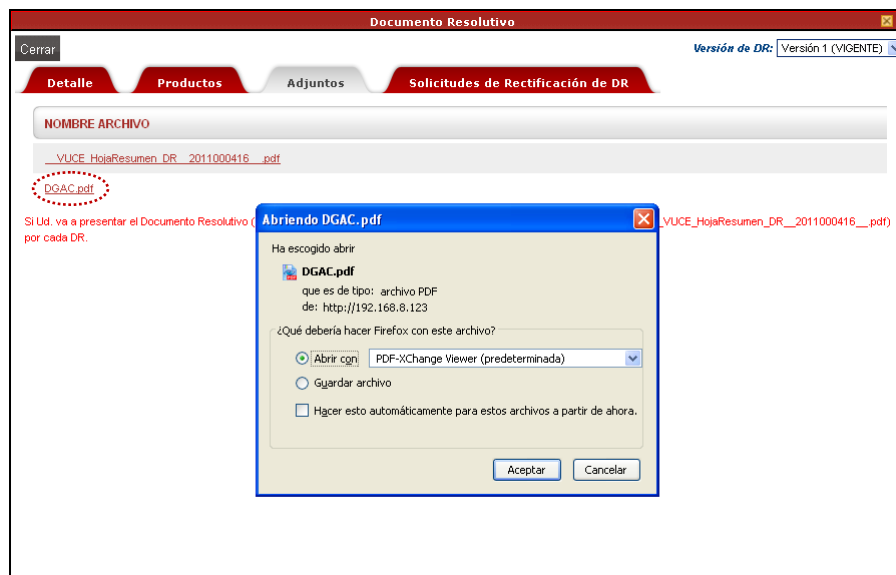 Documento Resolutivo
Cerrar
Versión de DR: Versión 1 (VIGENTE)
Detalle Productos Adjuntos Solicitudes de Rectificación de DR
NOMBRE ARCHIVO
__VUCE_HojaResumen_DR__2011000416__.pdf
DGAC.pdf
Si Ud. va a presentar el Documento Resolutivo ( _VUCE_HojaResumen_DR__2011000416__.pdf)
por cada DR.
Abriendo DGAC.pdf
Ha escogido abrir
DGAC.pdf
que es de tipo: archivo PDF
de: http://192.168.8.123
¿Qué debería hacer Firefox con este archivo?
Abrir con PDF-XChange Viewer (predeterminada)
Guardar archivo
Hacer esto automáticamente para estos archivos a partir de ahora.
Aceptar Cancelar